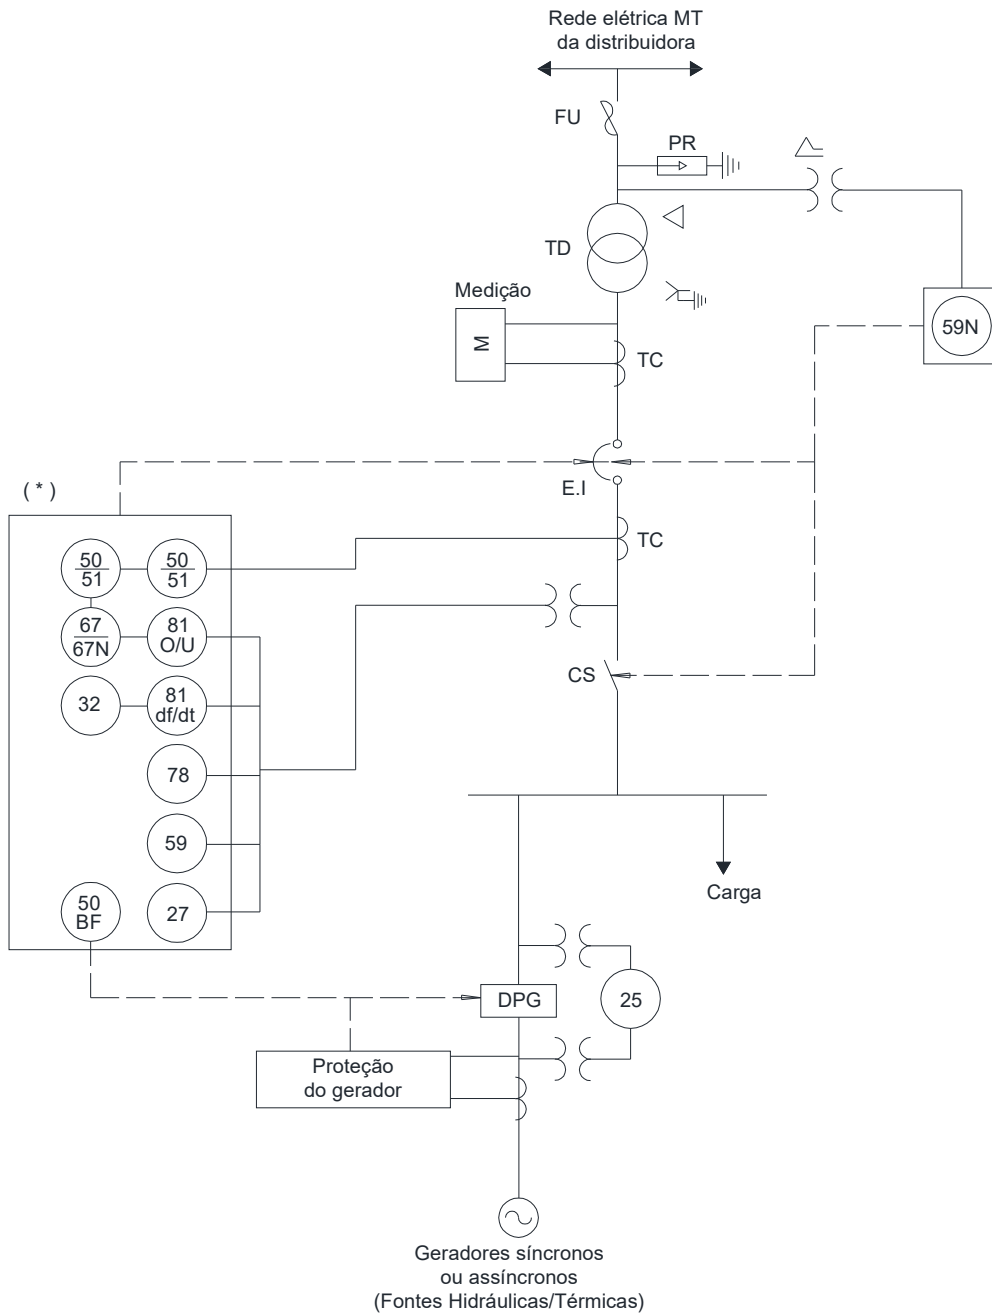 Rede elétrica MT
da distribuidora
FU
PR
TD
Medição
M
TC
59N
E.I
( * )
TC
50
51
50
51
67
67N
81
O/U
CS
32
81
df/dt
78
59
Carga
50
BF
27
DPG
25
Proteção
do gerador
Geradores síncronos
ou assíncronos
(Fontes Hidráulicas/Térmicas)